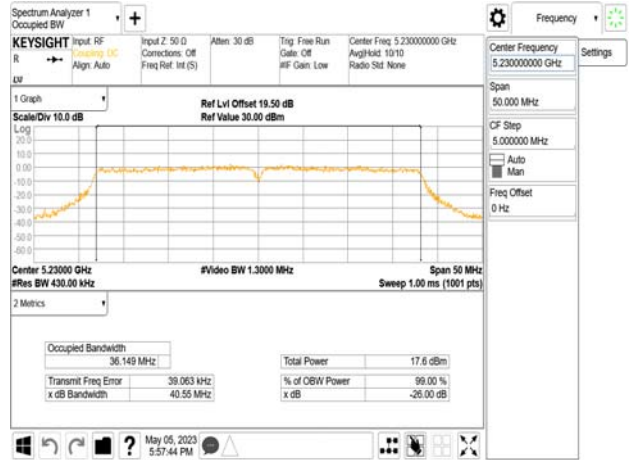 Spectrum Analyzer 1
Occupied BW
+
Frequency
KEYSIGHT
R
Input: RF
Coupling: DC
Align: Auto
Input Z: 50 Ω
Corrections: Off
Freq Ref: Int (S)
Atten: 30 dB
Trig: Free Run
Gate: Off
#IF Gain: Low
Center Freq: 5.230000000 GHz
Avg|Hold: 10/10
Radio Std: None
Center Frequency
5.230000000 GHz
Settings
Span
50.000 MHz
CF Step
5.000000 MHz
Auto
Man
Freq Offset
0 Hz
1 Graph
Scale/Div 10.0 dB
Ref Lvl Offset 19.50 dB
Ref Value 30.00 dBm
Log
20.0
10.0
0.00
-10.0
-20.0
-30.0
-40.0
-50.0
-60.0
Center 5.23000 GHz
#Res BW 430.00 kHz
#Video BW 1.3000 MHz
Span 50 MHz
Sweep 1.00 ms (1001 pts)
2 Metrics
Occupied Bandwidth
36.149 MHz
Total Power 17.6 dBm
Transmit Freq Error 39.063 kHz
% of OBW Power 99.00 %
x dB Bandwidth 40.55 MHz
x dB -26.00 dB
?
May 05, 2023
5:57:44 PM